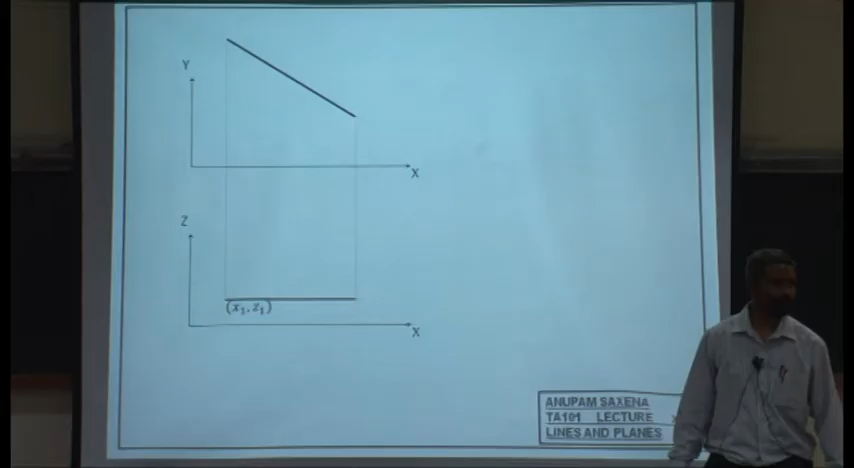 Y
X
Z
(x₁, z₁)
X
ANUPAM SAXENA
TA101 LECTURE
LINES AND PLANES